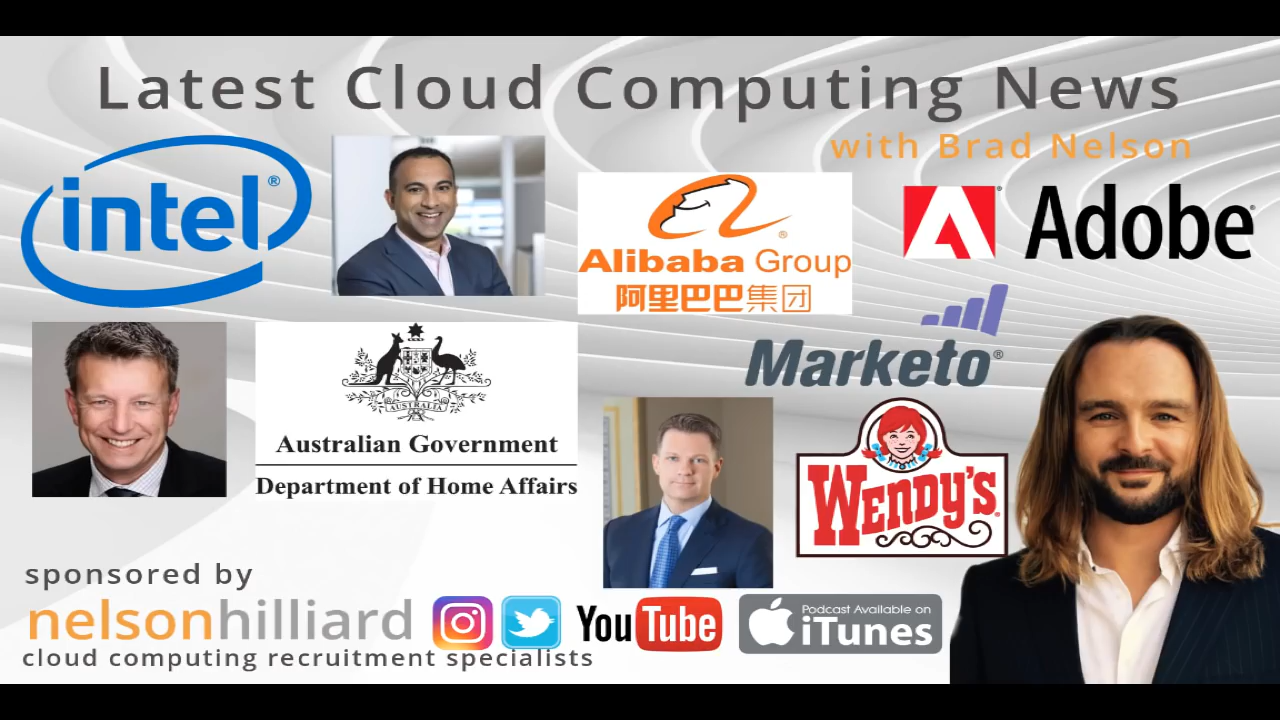 Latest Cloud Computing News
with Brad Nelson
intel®
Alibaba Group
阿里巴巴集团
Adobe
Marketo®
AUSTRALIA
Australian Government
Department of Home Affairs
WENDY'S
sponsored by
nelsonhilliard
cloud computing recruitment specialists
YouTube
Podcast Available on
iTunes